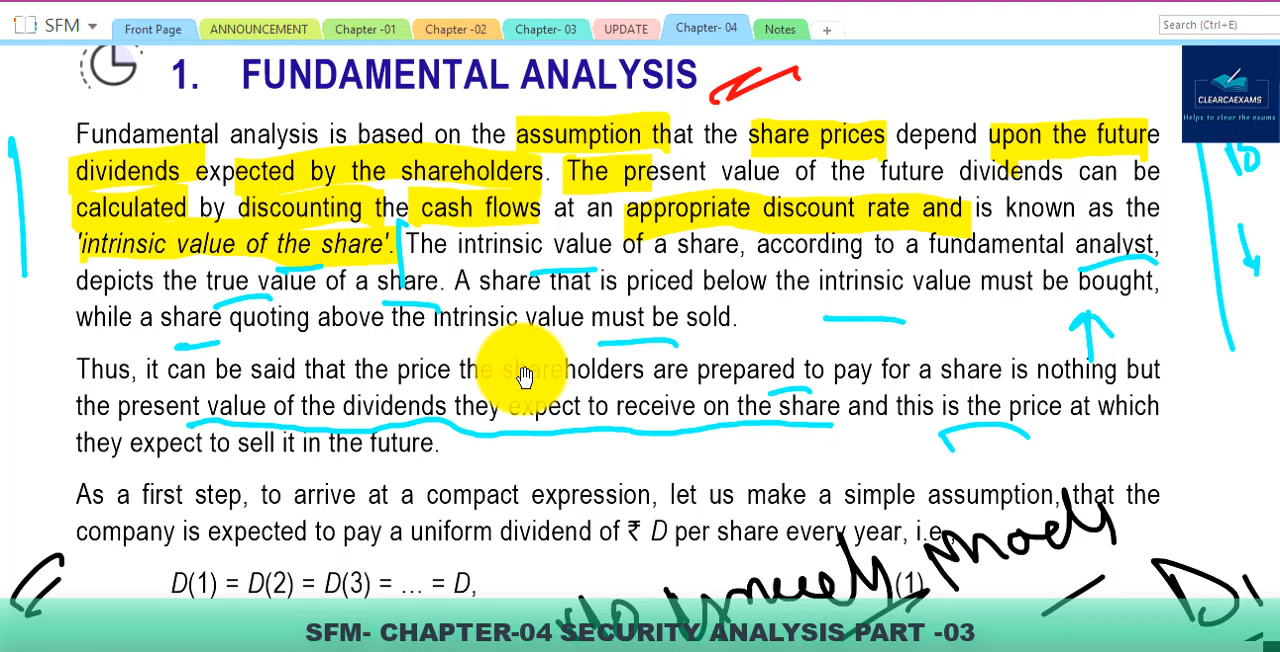 SFM
Front Page
ANNOUNCEMENT
Chapter -01
Chapter -02
Chapter- 03
UPDATE
Chapter- 04
Notes
Search (Ctrl+E)
1. FUNDAMENTAL ANALYSIS
CLEARCAEXAMS
Helps to clear the exams
Fundamental analysis is based on the assumption that the share prices depend upon the future
dividends expected by the shareholders. The present value of the future dividends can be
calculated by discounting the cash flows at an appropriate discount rate and is known as the
'intrinsic value of the share'. The intrinsic value of a share, according to a fundamental analyst,
depicts the true value of a share. A share that is priced below the intrinsic value must be bought,
while a share quoting above the intrinsic value must be sold.
Thus, it can be said that the price the shareholders are prepared to pay for a share is nothing but
the present value of the dividends they expect to receive on the share and this is the price at which
they expect to sell it in the future.
As a first step, to arrive at a compact expression, let us make a simple assumption, that the
company is expected to pay a uniform dividend of ₹ D per share every year, i.e.,
D(1) = D(2) = D(3) = ... = D, (1)
SFM- CHAPTER-04 SECURITY ANALYSIS PART -03